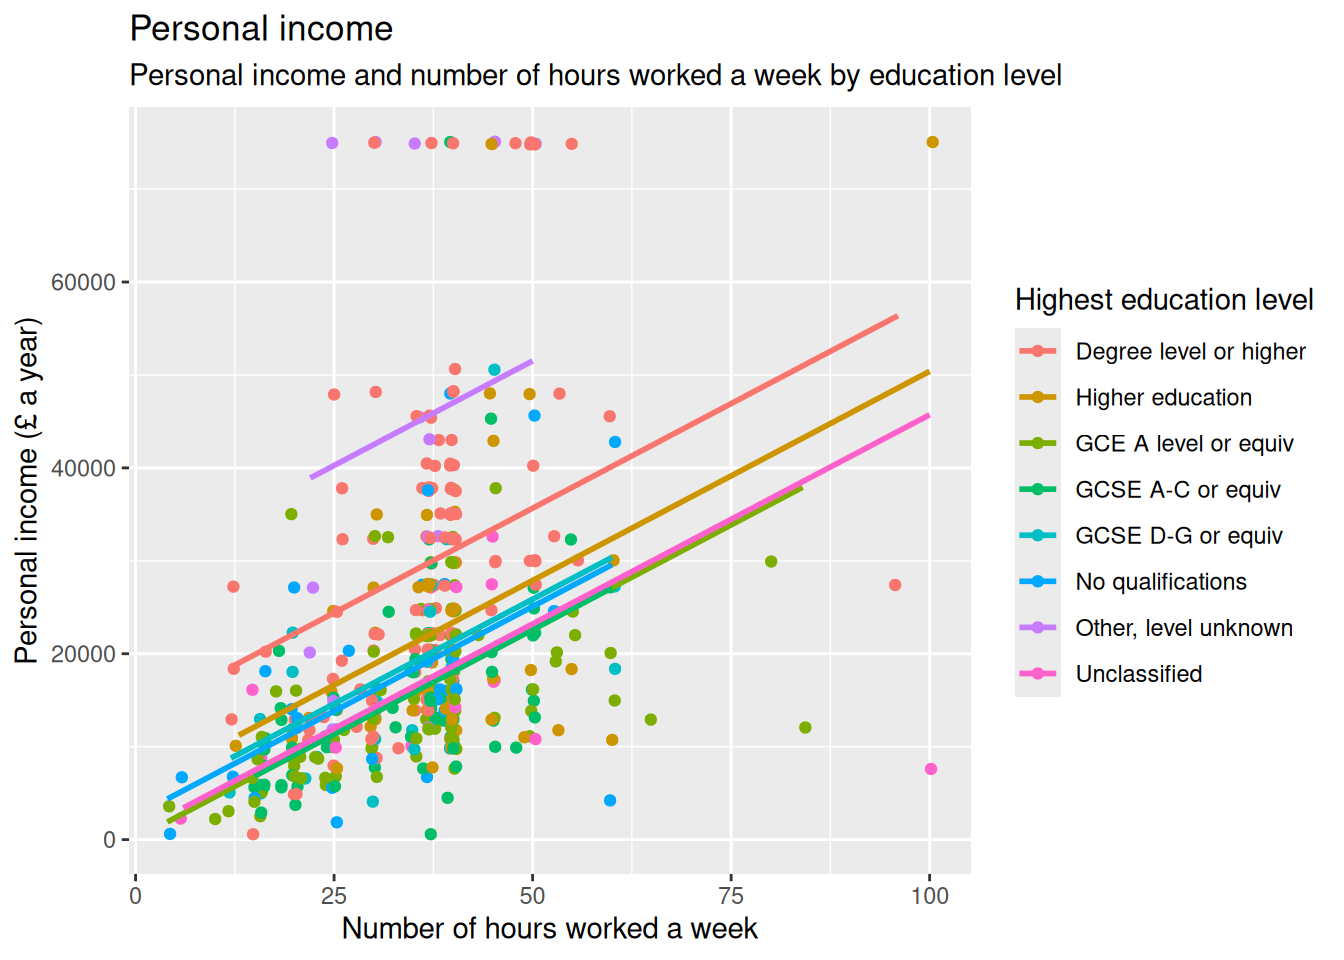 Personal income
Personal income and number of hours worked a week by education level
Personal income (£ a year)
60000
40000
20000
0
0 25 50 75 100
Number of hours worked a week
Highest education level
Degree level or higher
Higher education
GCE A level or equiv
GCSE A-C or equiv
GCSE D-G or equiv
No qualifications
Other, level unknown
Unclassified